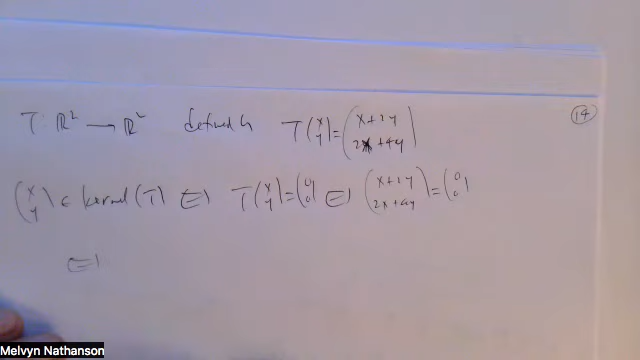 T: ℝ² → ℝ² defined by T(x y) = (x+2y 2x+4y) 14
(x y) ∈ kernel(T) ⇔ T(x y) = (0 0) ⇔ (x+2y 2x+4y) = (0 0)
⇔
Melvyn Nathanson